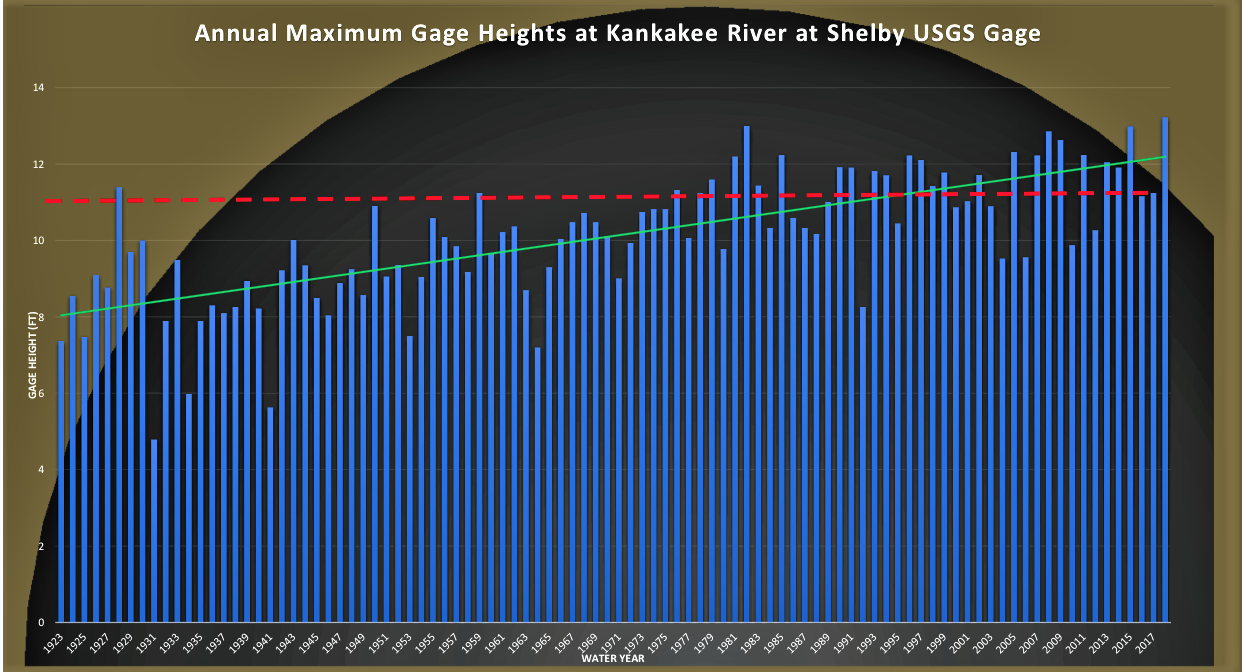 Annual Maximum Gage Heights at Kankakee River at Shelby USGS Gage
14
12
10
8
6
4
2
0
GAGE HEIGHT (FT)
1923 1925 1927 1929 1931 1933 1935 1937 1939 1941 1943 1945 1947 1949 1951 1953 1955 1957 1959 1961 1963 1965 1967 1969 1971 1973 1975 1977 1979 1981 1983 1985 1987 1989 1991 1993 1995 1997 1999 2001 2003 2005 2007 2009 2011 2013 2015 2017
WATER YEAR